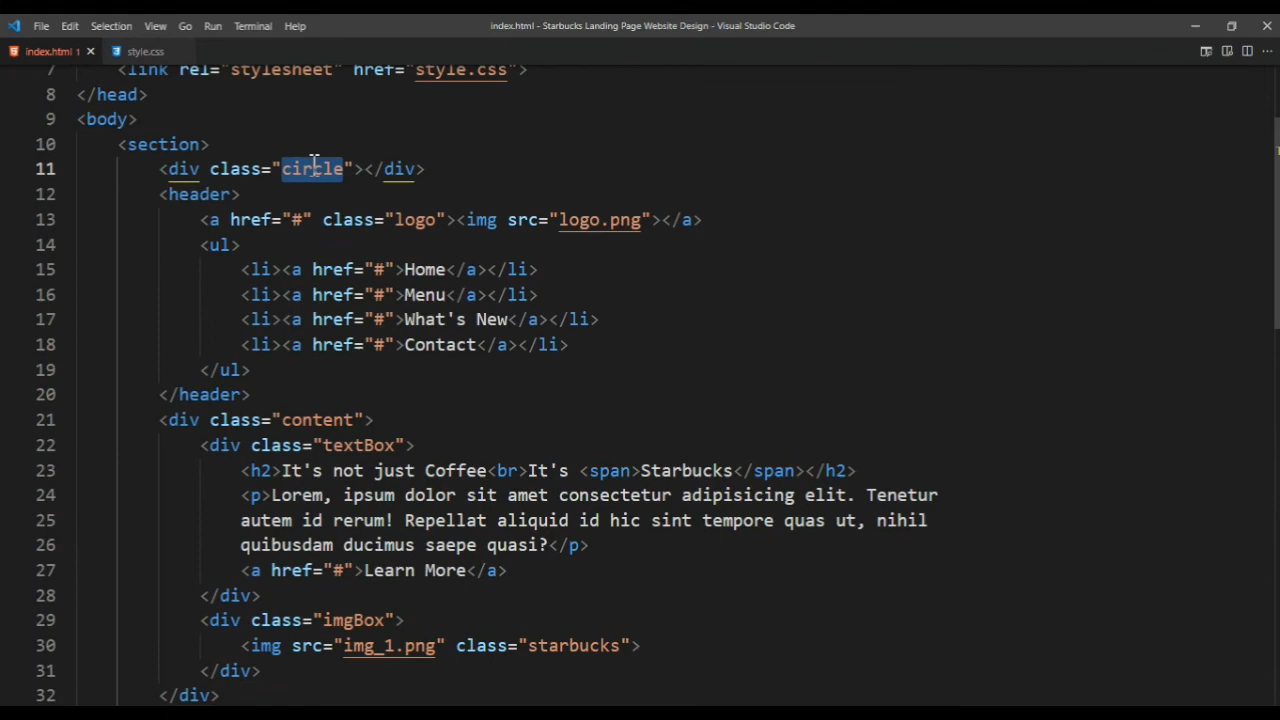 File Edit Selection View Go Run Terminal Help index.html - Starbucks Landing Page Website Design - Visual Studio Code
index.html 1 style.css
7 <link rel="stylesheet" href="style.css">
8 </head>
9 <body>
10 <section>
11 <div class="circle"></div>
12 <header>
13 <a href="#" class="logo"><img src="logo.png"></a>
14 <ul>
15 <li><a href="#">Home</a></li>
16 <li><a href="#">Menu</a></li>
17 <li><a href="#">What's New</a></li>
18 <li><a href="#">Contact</a></li>
19 </ul>
20 </header>
21 <div class="content">
22 <div class="textBox">
23 <h2>It's not just Coffee<br>It's <span>Starbucks</span></h2>
24 <p>Lorem, ipsum dolor sit amet consectetur adipisicing elit. Tenetur
25 autem id rerum! Repellat aliquid id hic sint tempore quas ut, nihil
26 quibusdam ducimus saepe quasi?</p>
27 <a href="#">Learn More</a>
28 </div>
29 <div class="imgBox">
30 <img src="img_1.png" class="starbucks">
31 </div>
32 </div>